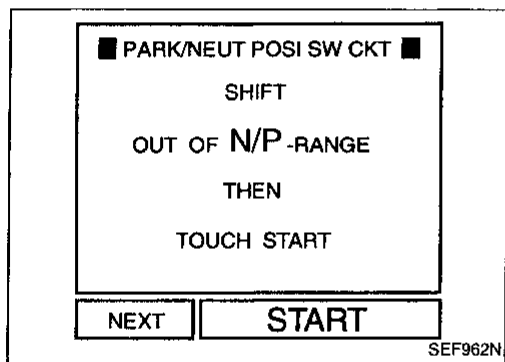 PARK/NEUT POSI SW CKT
SHIFT
OUT OF N/P -RANGE
THEN
TOUCH START
NEXT START
SEF962N